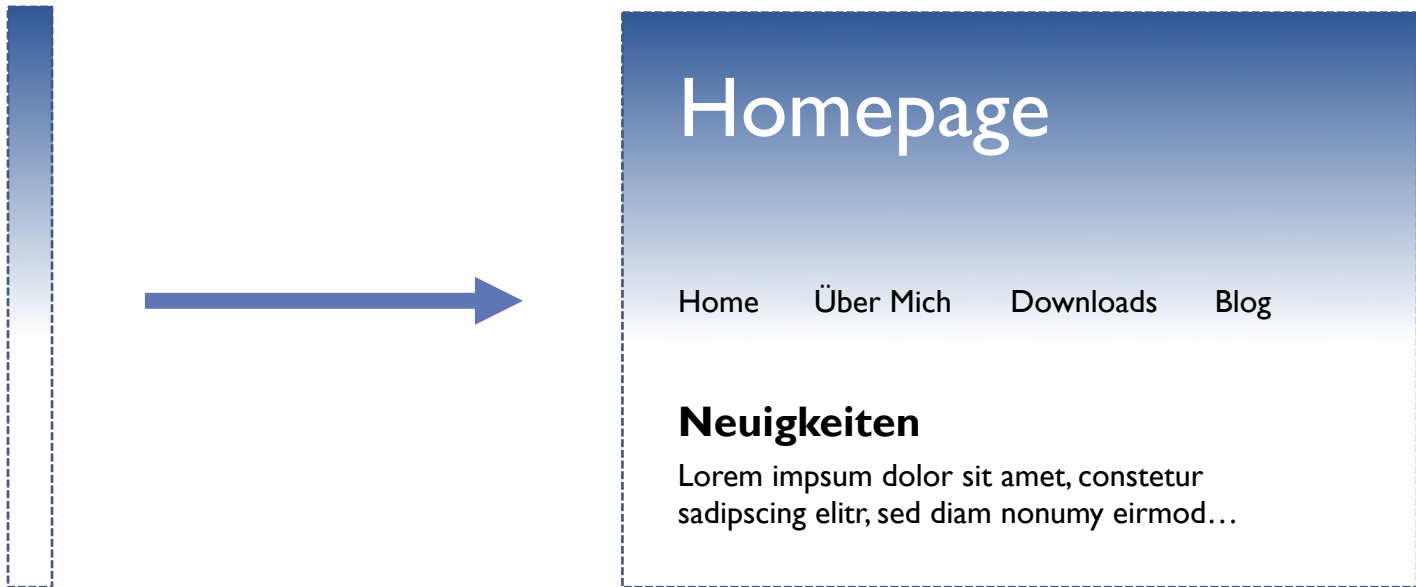 Homepage
Home Über Mich Downloads Blog
Neuigkeiten
Lorem impsum dolor sit amet, constetur
sadipscing elitr, sed diam nonumy eirmod…